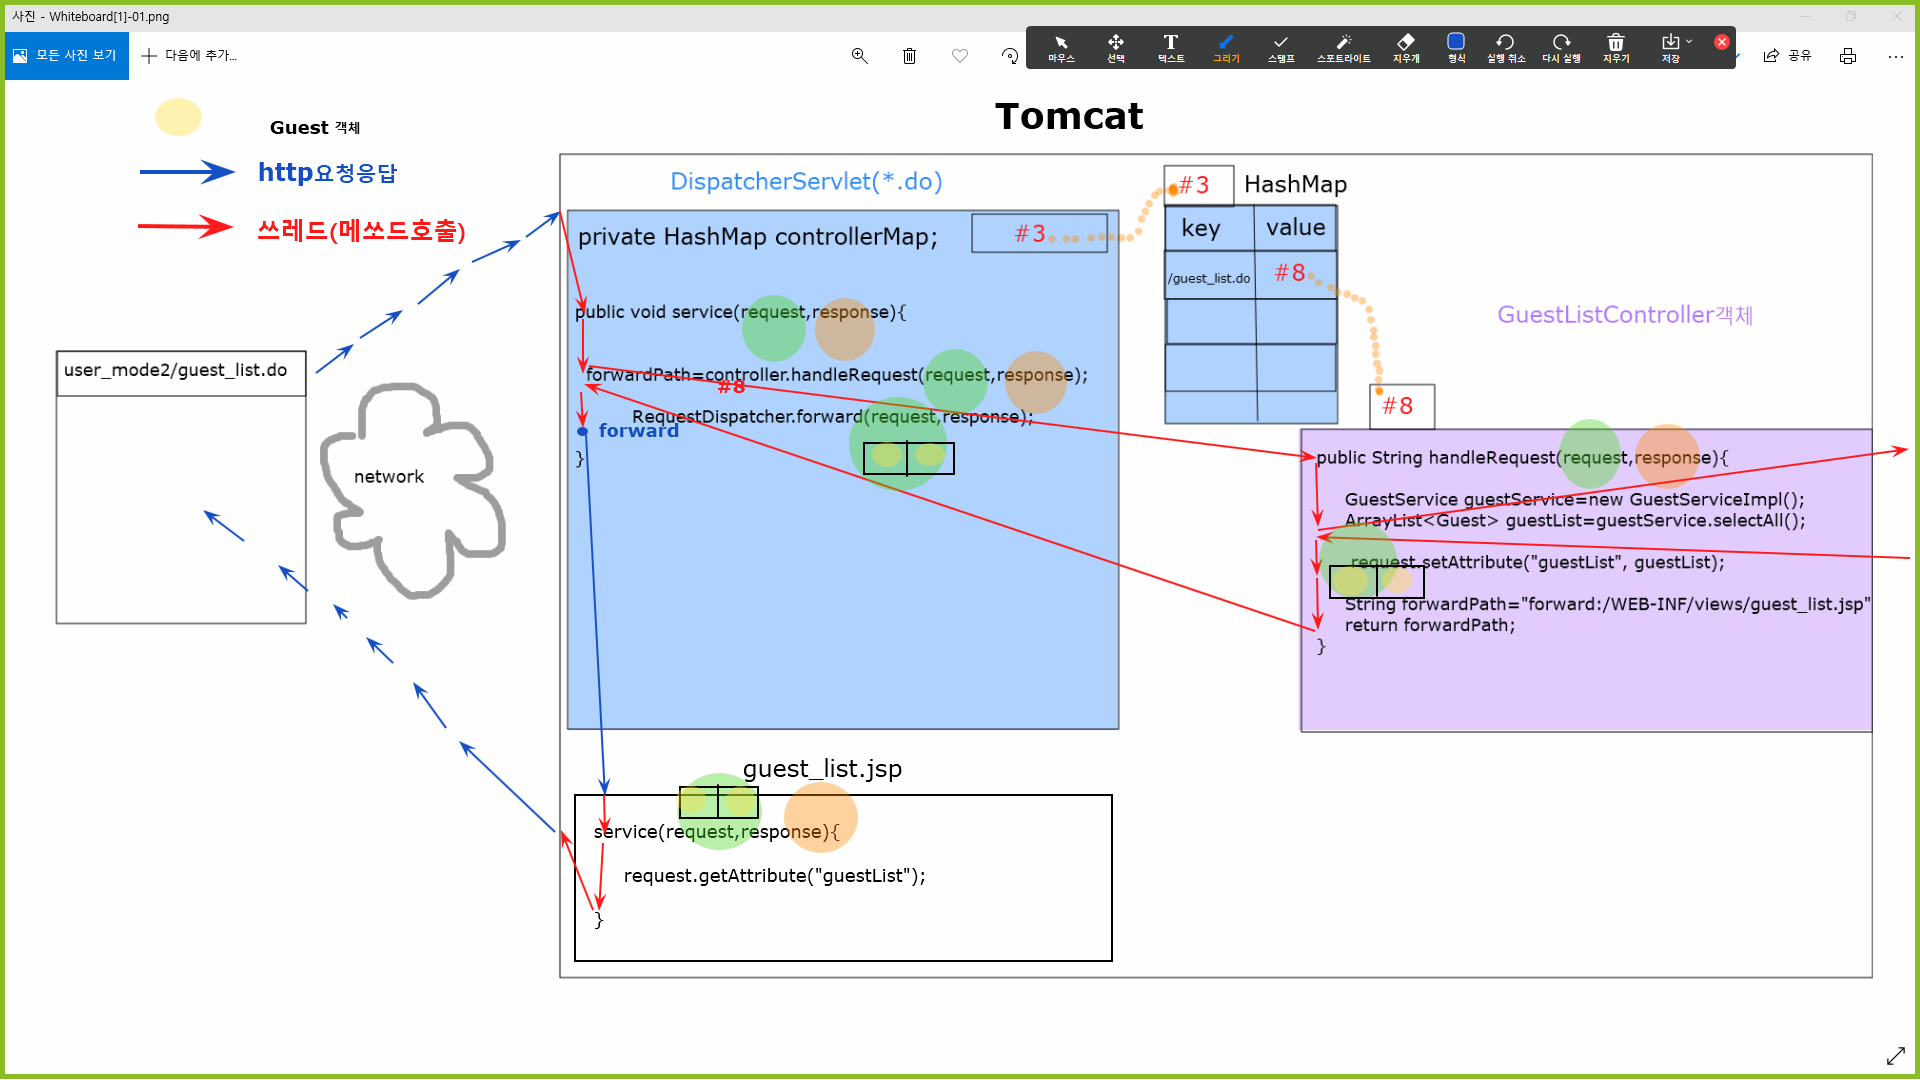 사진 - Whiteboard[1]-01.png
모든 사진 보기
다음에 추가...
마우스
선택
텍스트
그리기
스탬프
스포트라이트
지우개
형식
실행 취소
다시 실행
지우기
저장
공유
Guest 객체
http요청응답
쓰레드(메쏘드호출)
Tomcat
DispatcherServlet(*.do)
private HashMap controllerMap;
#3
#3
HashMap
key
value
/guest_list.do
#8
public void service(request,response){
forwardPath=controller.handleRequest(request,response);
#8
RequestDispatcher.forward(request,response);
forward
}
user_mode2/guest_list.do
network
GuestListController객체
#8
public String handleRequest(request,response){
GuestService guestService=new GuestServiceImpl();
ArrayList<Guest> guestList=guestService.selectAll();
request.setAttribute("guestList", guestList);
String forwardPath="forward:/WEB-INF/views/guest_list.jsp"
return forwardPath;
}
guest_list.jsp
service(request,response){
request.getAttribute("guestList");
}